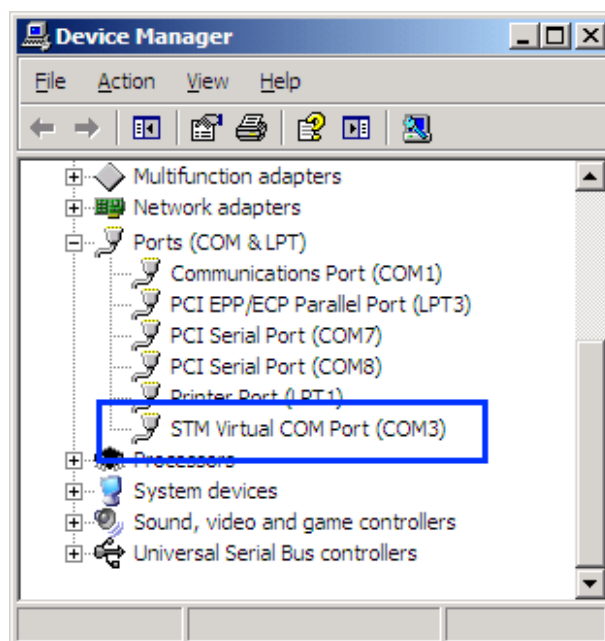 Device Manager
File Action View Help
Multifunction adapters
Network adapters
Ports (COM & LPT)
Communications Port (COM1)
PCI EPP/ECP Parallel Port (LPT3)
PCI Serial Port (COM7)
PCI Serial Port (COM8)
Printer Port (LPT1)
STM Virtual COM Port (COM3)
Processors
System devices
Sound, video and game controllers
Universal Serial Bus controllers